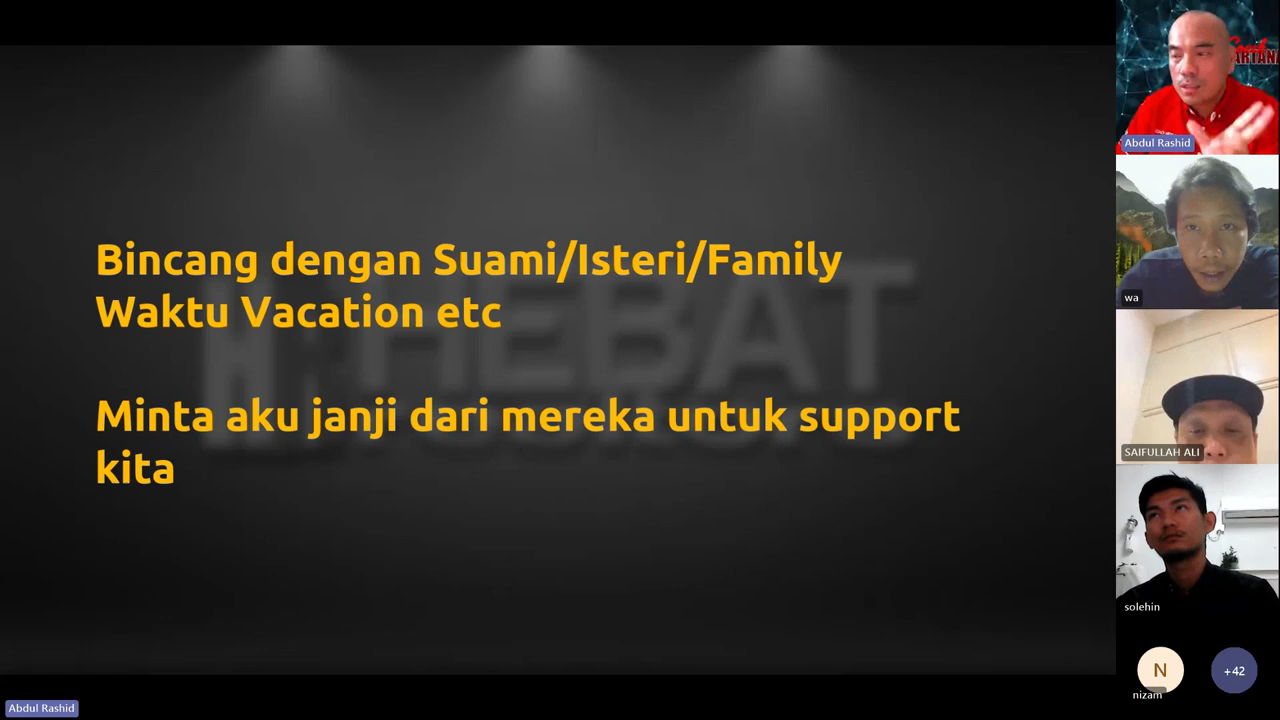 Bincang dengan Suami/Isteri/Family
Waktu Vacation etc
Minta aku janji dari mereka untuk support
kita
HEBAT
Abdul Rashid
wa
SAIFULLAH ALI
solehin
N
nizam
+42
Abdul Rashid